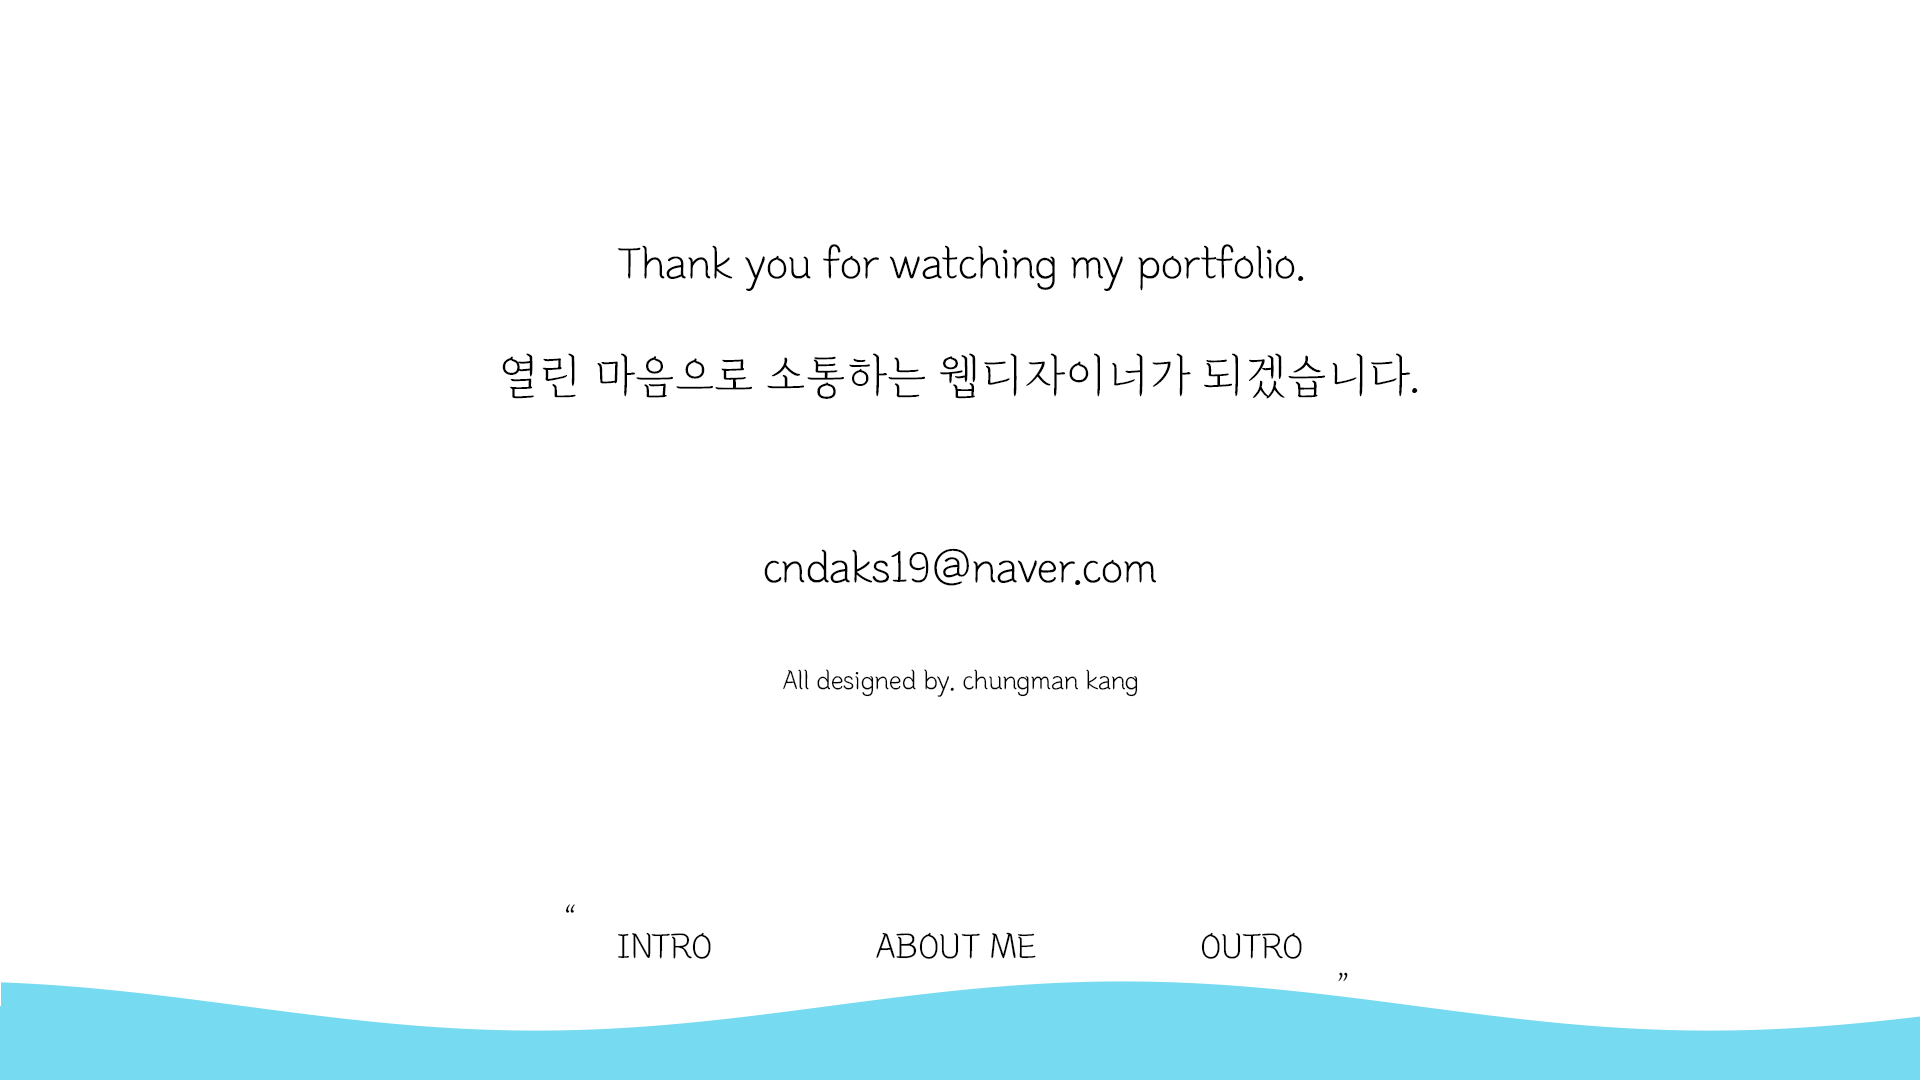 Thank you for watching my portfolio.
열린 마음으로 소통하는 웹디자이너가 되겠습니다.
cndaks19@naver.com
All designed by. chungman kang
“
INTRO ABOUT ME OUTRO
”